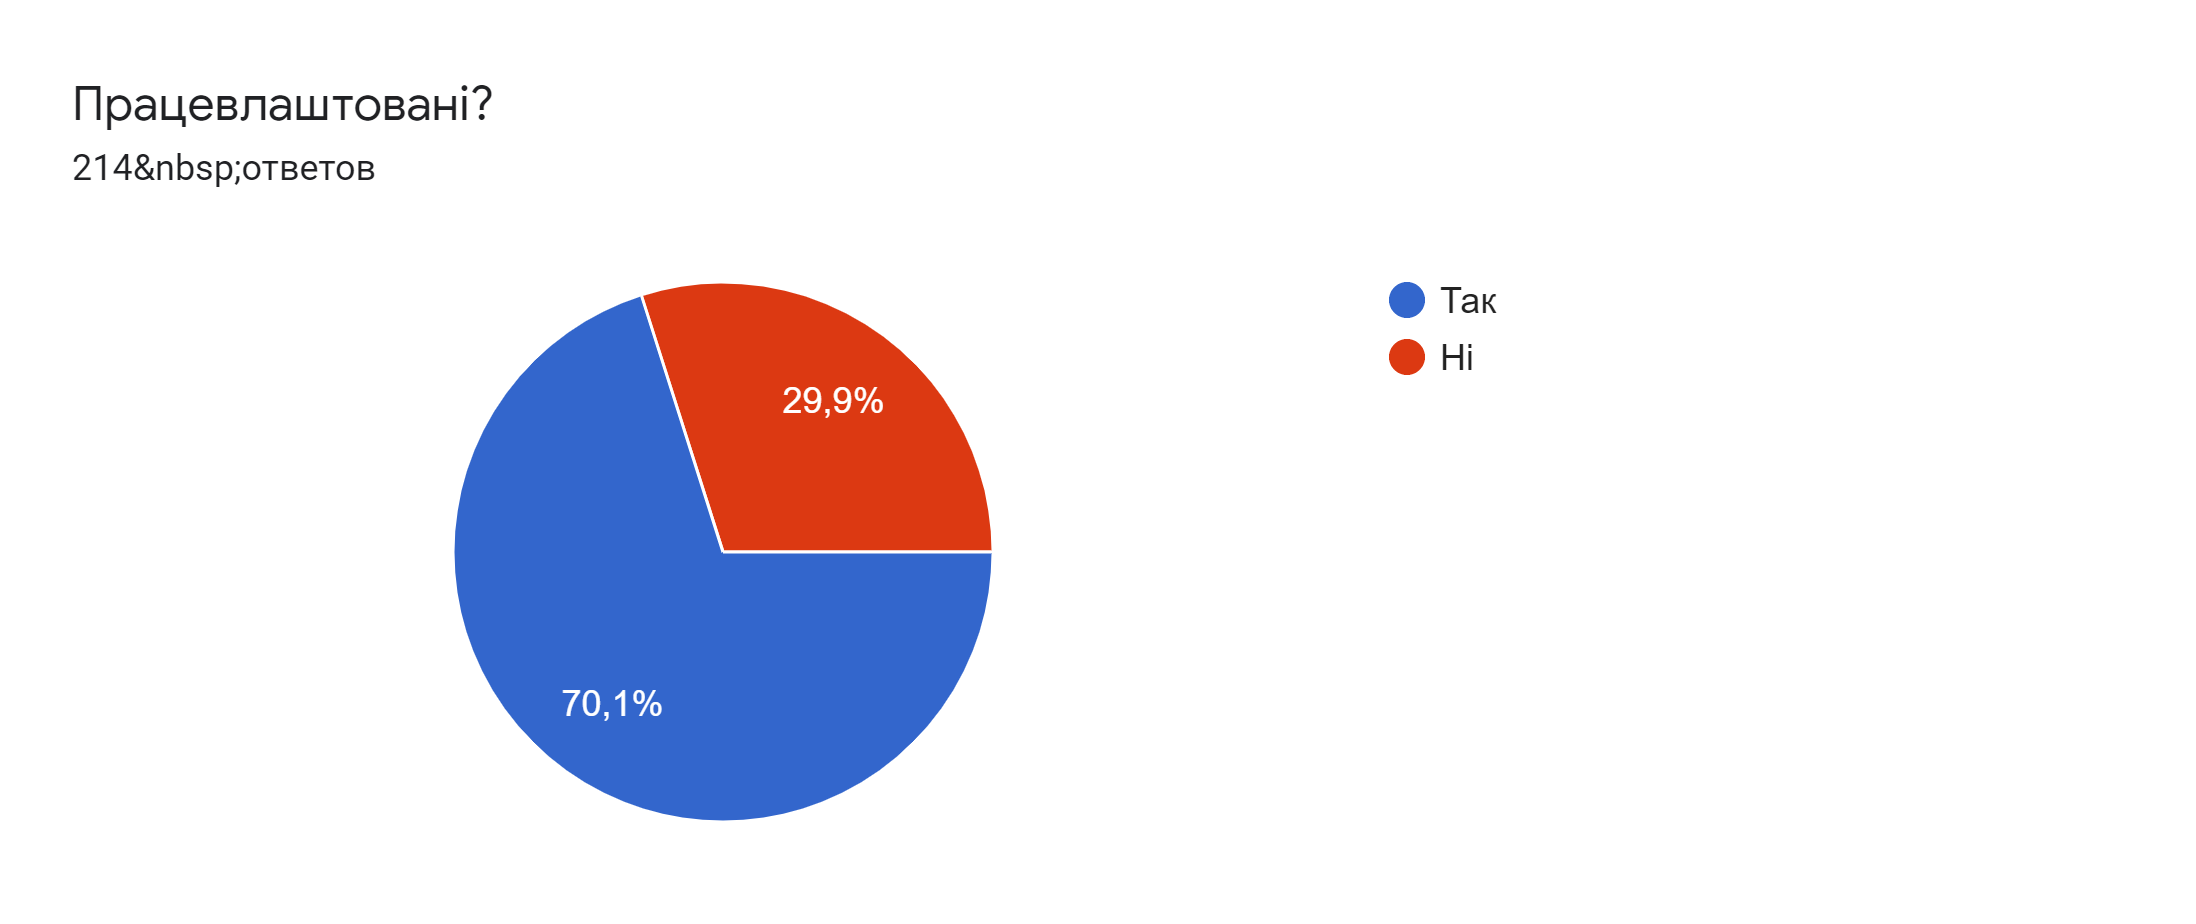 Працевлаштовані?
214&nbsp;ответов
Так
Ні
29,9%
70,1%